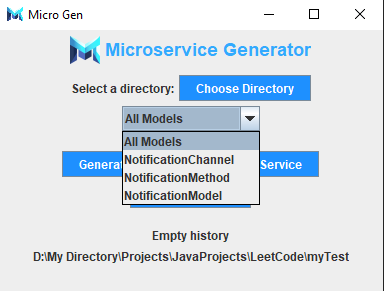 Micro Gen
Microservice Generator
Select a directory: Choose Directory
All Models
All Models
NotificationChannel
NotificationMethod
NotificationModel
Service
Empty history
D:\My Directory\Projects\JavaProjects\LeetCode\myTest